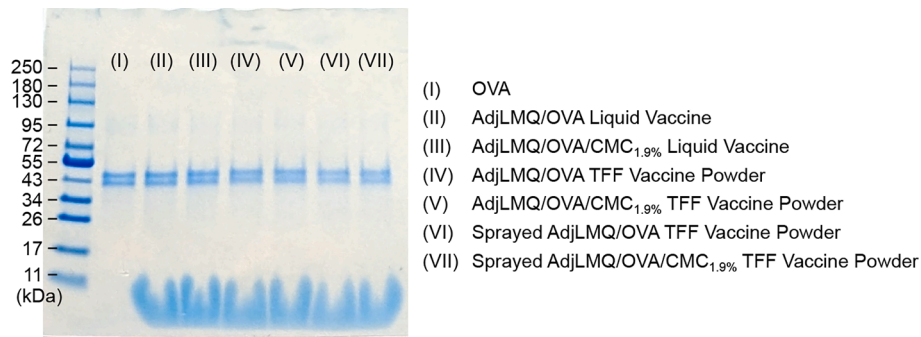 (I) (II) (III) (IV) (V) (VI) (VII)
250
180
130
95
72
55
43
34
26
17
11
(kDa)
(I) OVA
(II) AdjLMQ/OVA Liquid Vaccine
(III) AdjLMQ/OVA/CMC1.9% Liquid Vaccine
(IV) AdjLMQ/OVA TFF Vaccine Powder
(V) AdjLMQ/OVA/CMC1.9% TFF Vaccine Powder
(VI) Sprayed AdjLMQ/OVA TFF Vaccine Powder
(VII) Sprayed AdjLMQ/OVA/CMC1.9% TFF Vaccine Powder